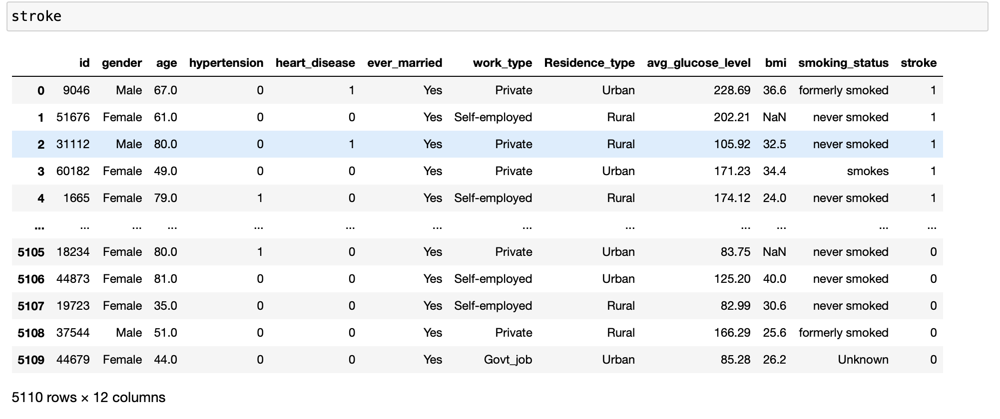 stroke
id gender age hypertension heart_disease ever_married work_type Residence_type avg_glucose_level bmi smoking_status stroke
0 9046 Male 67.0 0 1 Yes Private Urban 228.69 36.6 formerly smoked 1
1 51676 Female 61.0 0 0 Yes Self-employed Rural 202.21 NaN never smoked 1
2 31112 Male 80.0 0 1 Yes Private Rural 105.92 32.5 never smoked 1
3 60182 Female 49.0 0 0 Yes Private Urban 171.23 34.4 smokes 1
4 1665 Female 79.0 1 0 Yes Self-employed Rural 174.12 24.0 never smoked 1
... ... ... ... ... ... ... ... ... ... ... ... ...
5105 18234 Female 80.0 1 0 Yes Private Urban 83.75 NaN never smoked 0
5106 44873 Female 81.0 0 0 Yes Self-employed Urban 125.20 40.0 never smoked 0
5107 19723 Female 35.0 0 0 Yes Self-employed Rural 82.99 30.6 never smoked 0
5108 37544 Male 51.0 0 0 Yes Private Rural 166.29 25.6 formerly smoked 0
5109 44679 Female 44.0 0 0 Yes Govt_job Urban 85.28 26.2 Unknown 0
5110 rows × 12 columns